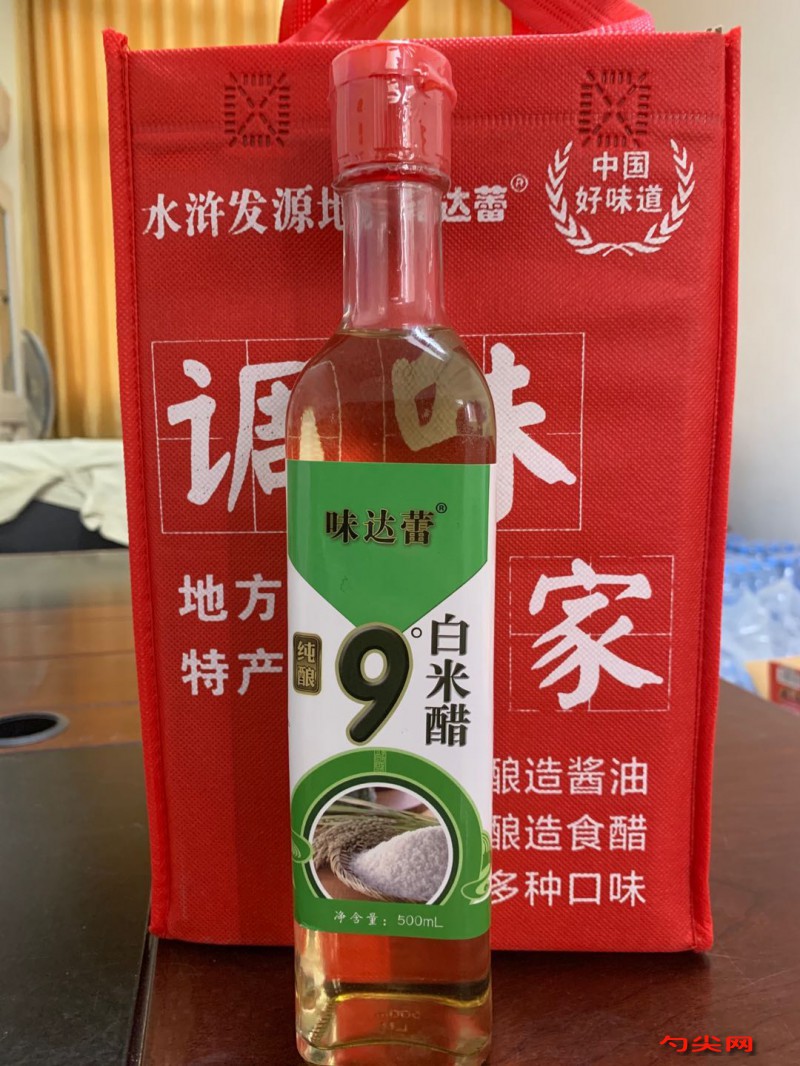 中国
好味道
水浒发源地 达蕾®
调味
家
地方
特产
酿造酱油
酿造食醋
多种口味
味达蕾®
纯酿
9°
白米醋
净含量：500mL
勺尖网